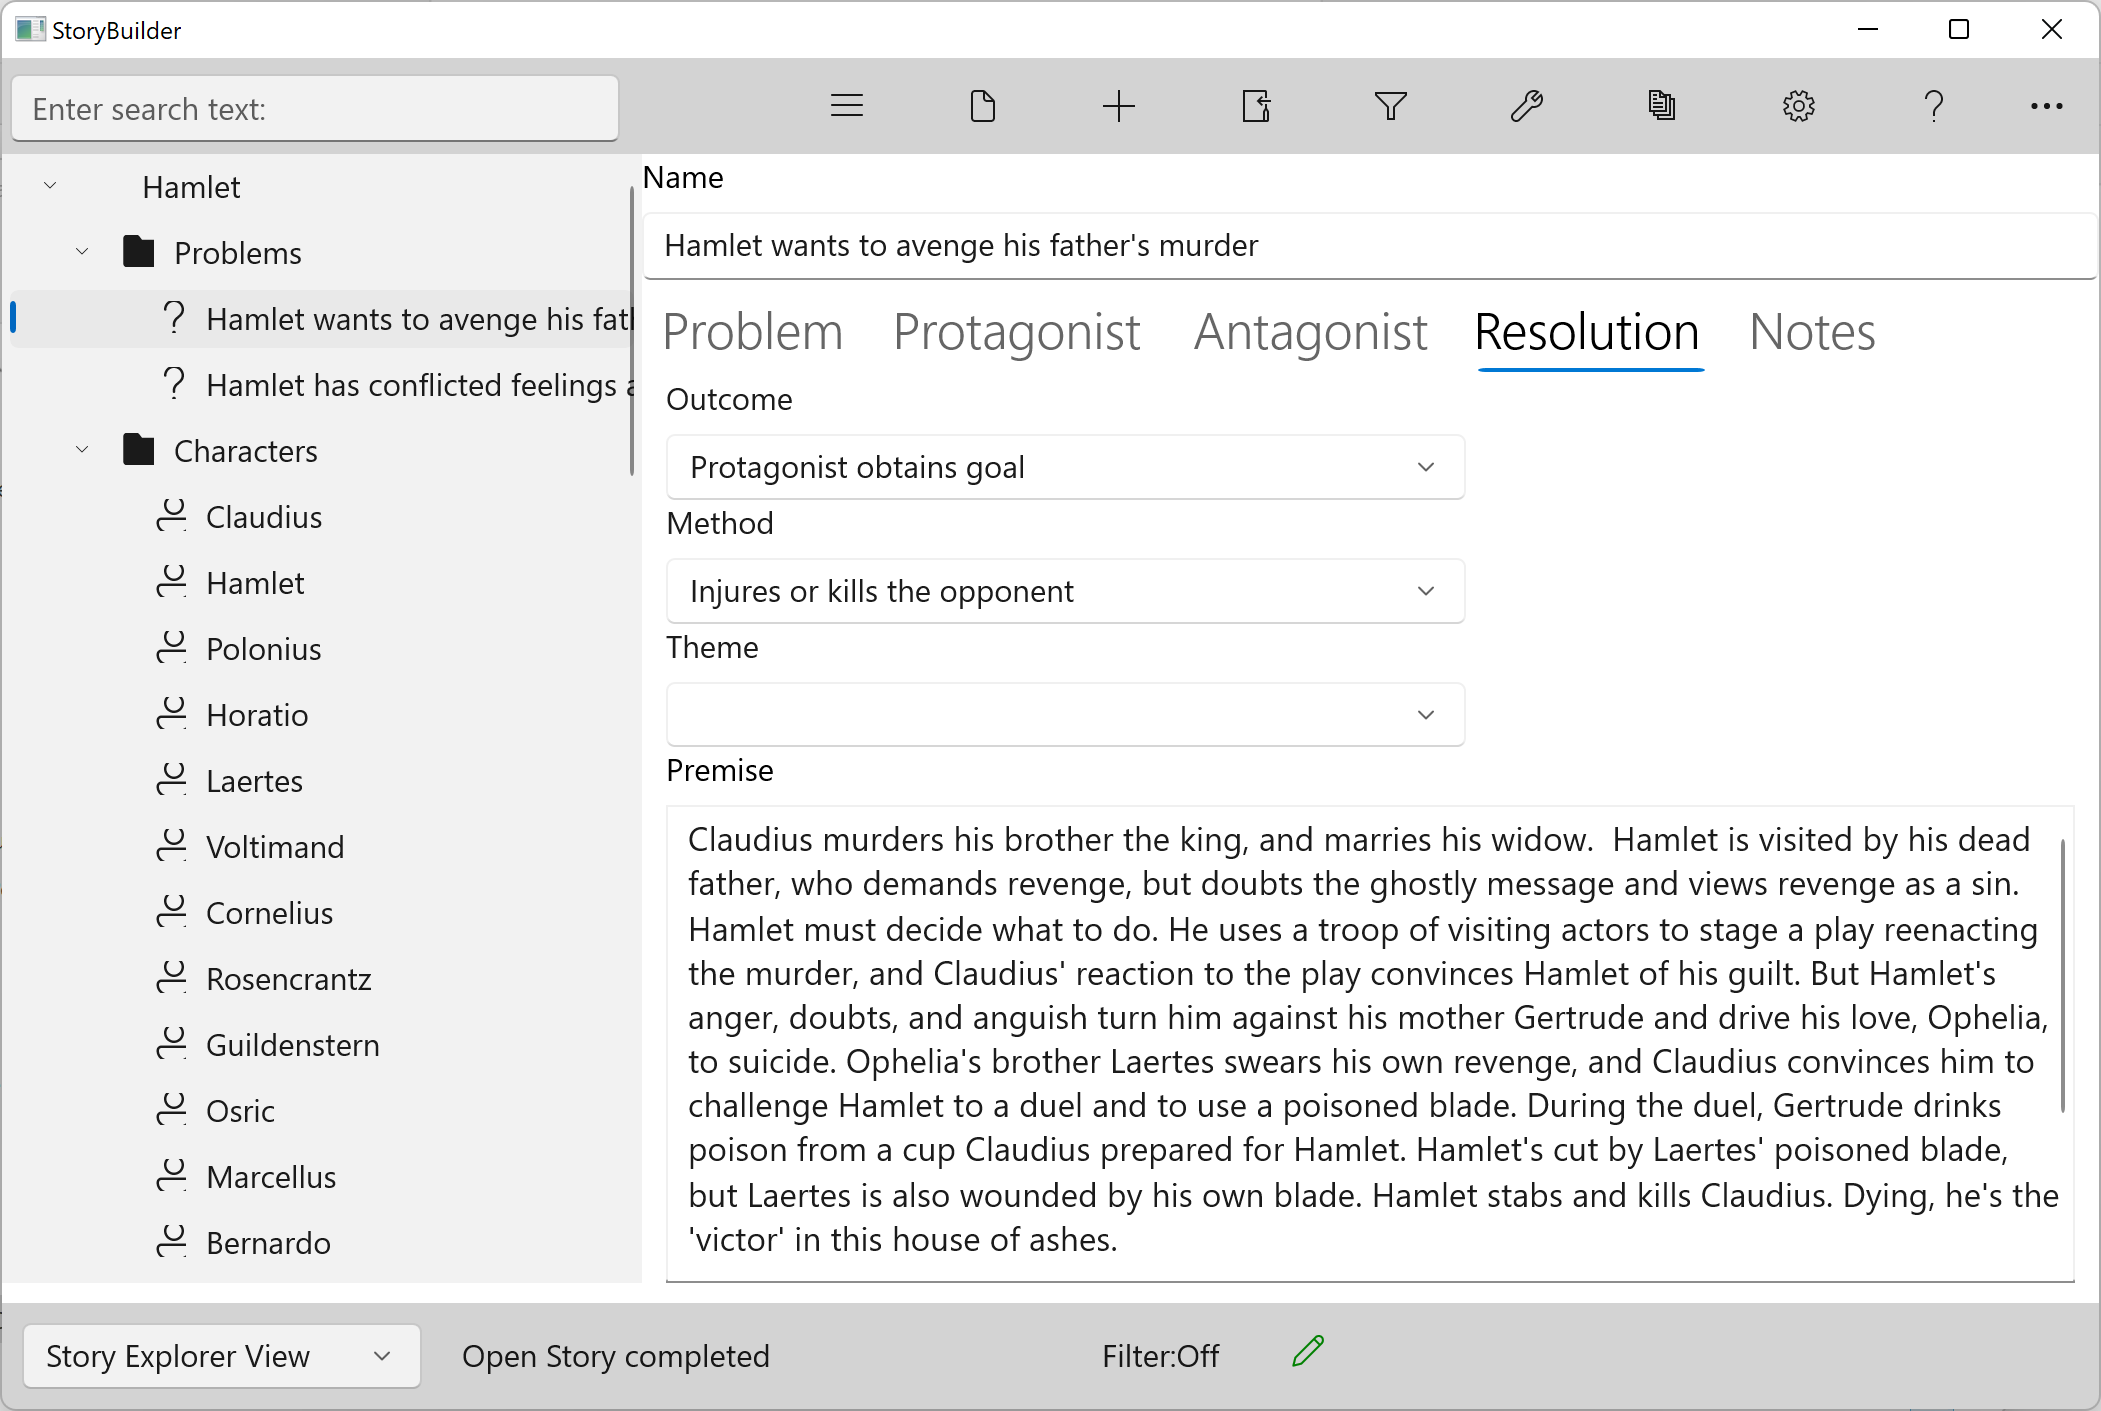 StoryBuilder
Enter search text:
Hamlet
Problems
Hamlet wants to avenge his fath
Hamlet has conflicted feelings a
Characters
Claudius
Hamlet
Polonius
Horatio
Laertes
Voltimand
Cornelius
Rosencrantz
Guildenstern
Osric
Marcellus
Bernardo
Name
Hamlet wants to avenge his father's murder
Problem Protagonist Antagonist Resolution Notes
Outcome
Protagonist obtains goal
Method
Injures or kills the opponent
Theme
Premise
Claudius murders his brother the king, and marries his widow.  Hamlet is visited by his dead
father, who demands revenge, but doubts the ghostly message and views revenge as a sin.
Hamlet must decide what to do. He uses a troop of visiting actors to stage a play reenacting
the murder, and Claudius' reaction to the play convinces Hamlet of his guilt. But Hamlet's
anger, doubts, and anguish turn him against his mother Gertrude and drive his love, Ophelia,
to suicide. Ophelia's brother Laertes swears his own revenge, and Claudius convinces him to
challenge Hamlet to a duel and to use a poisoned blade. During the duel, Gertrude drinks
poison from a cup Claudius prepared for Hamlet. Hamlet's cut by Laertes' poisoned blade,
but Laertes is also wounded by his own blade. Hamlet stabs and kills Claudius. Dying, he's the
'victor' in this house of ashes.
Story Explorer View Open Story completed Filter:Off